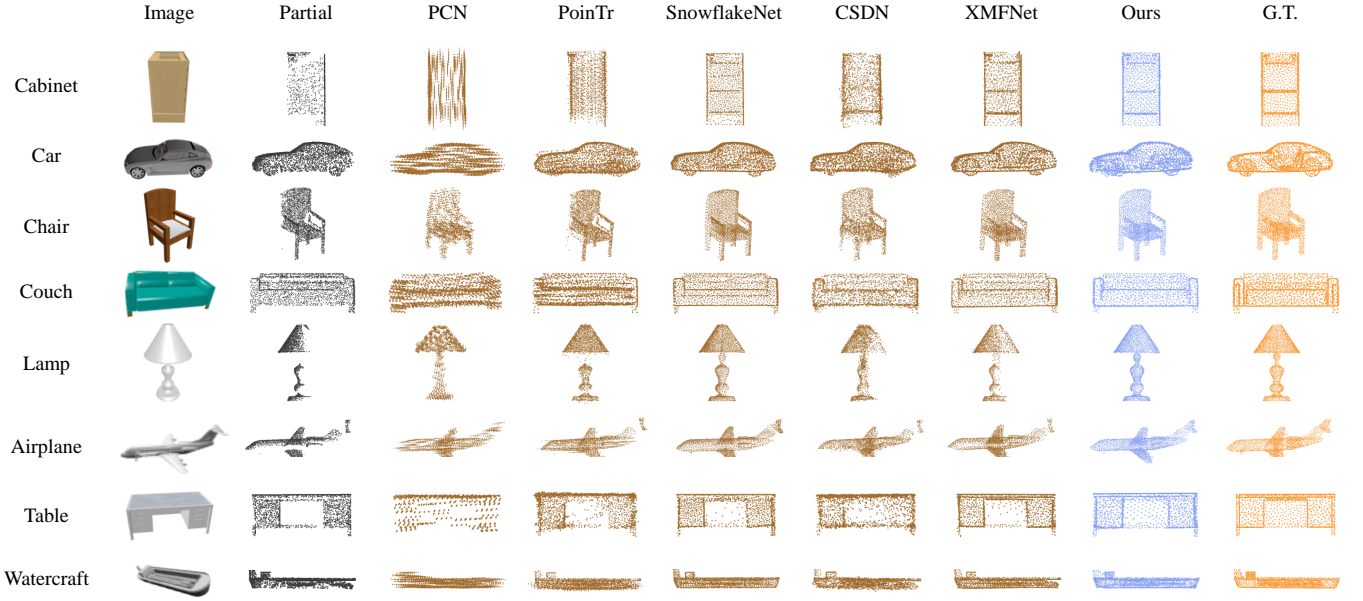 Image Partial PCN PoinTr SnowflakeNet CSDN XMFNet Ours G.T.
Cabinet
Car
Chair
Couch
Lamp
Airplane
Table
Watercraft